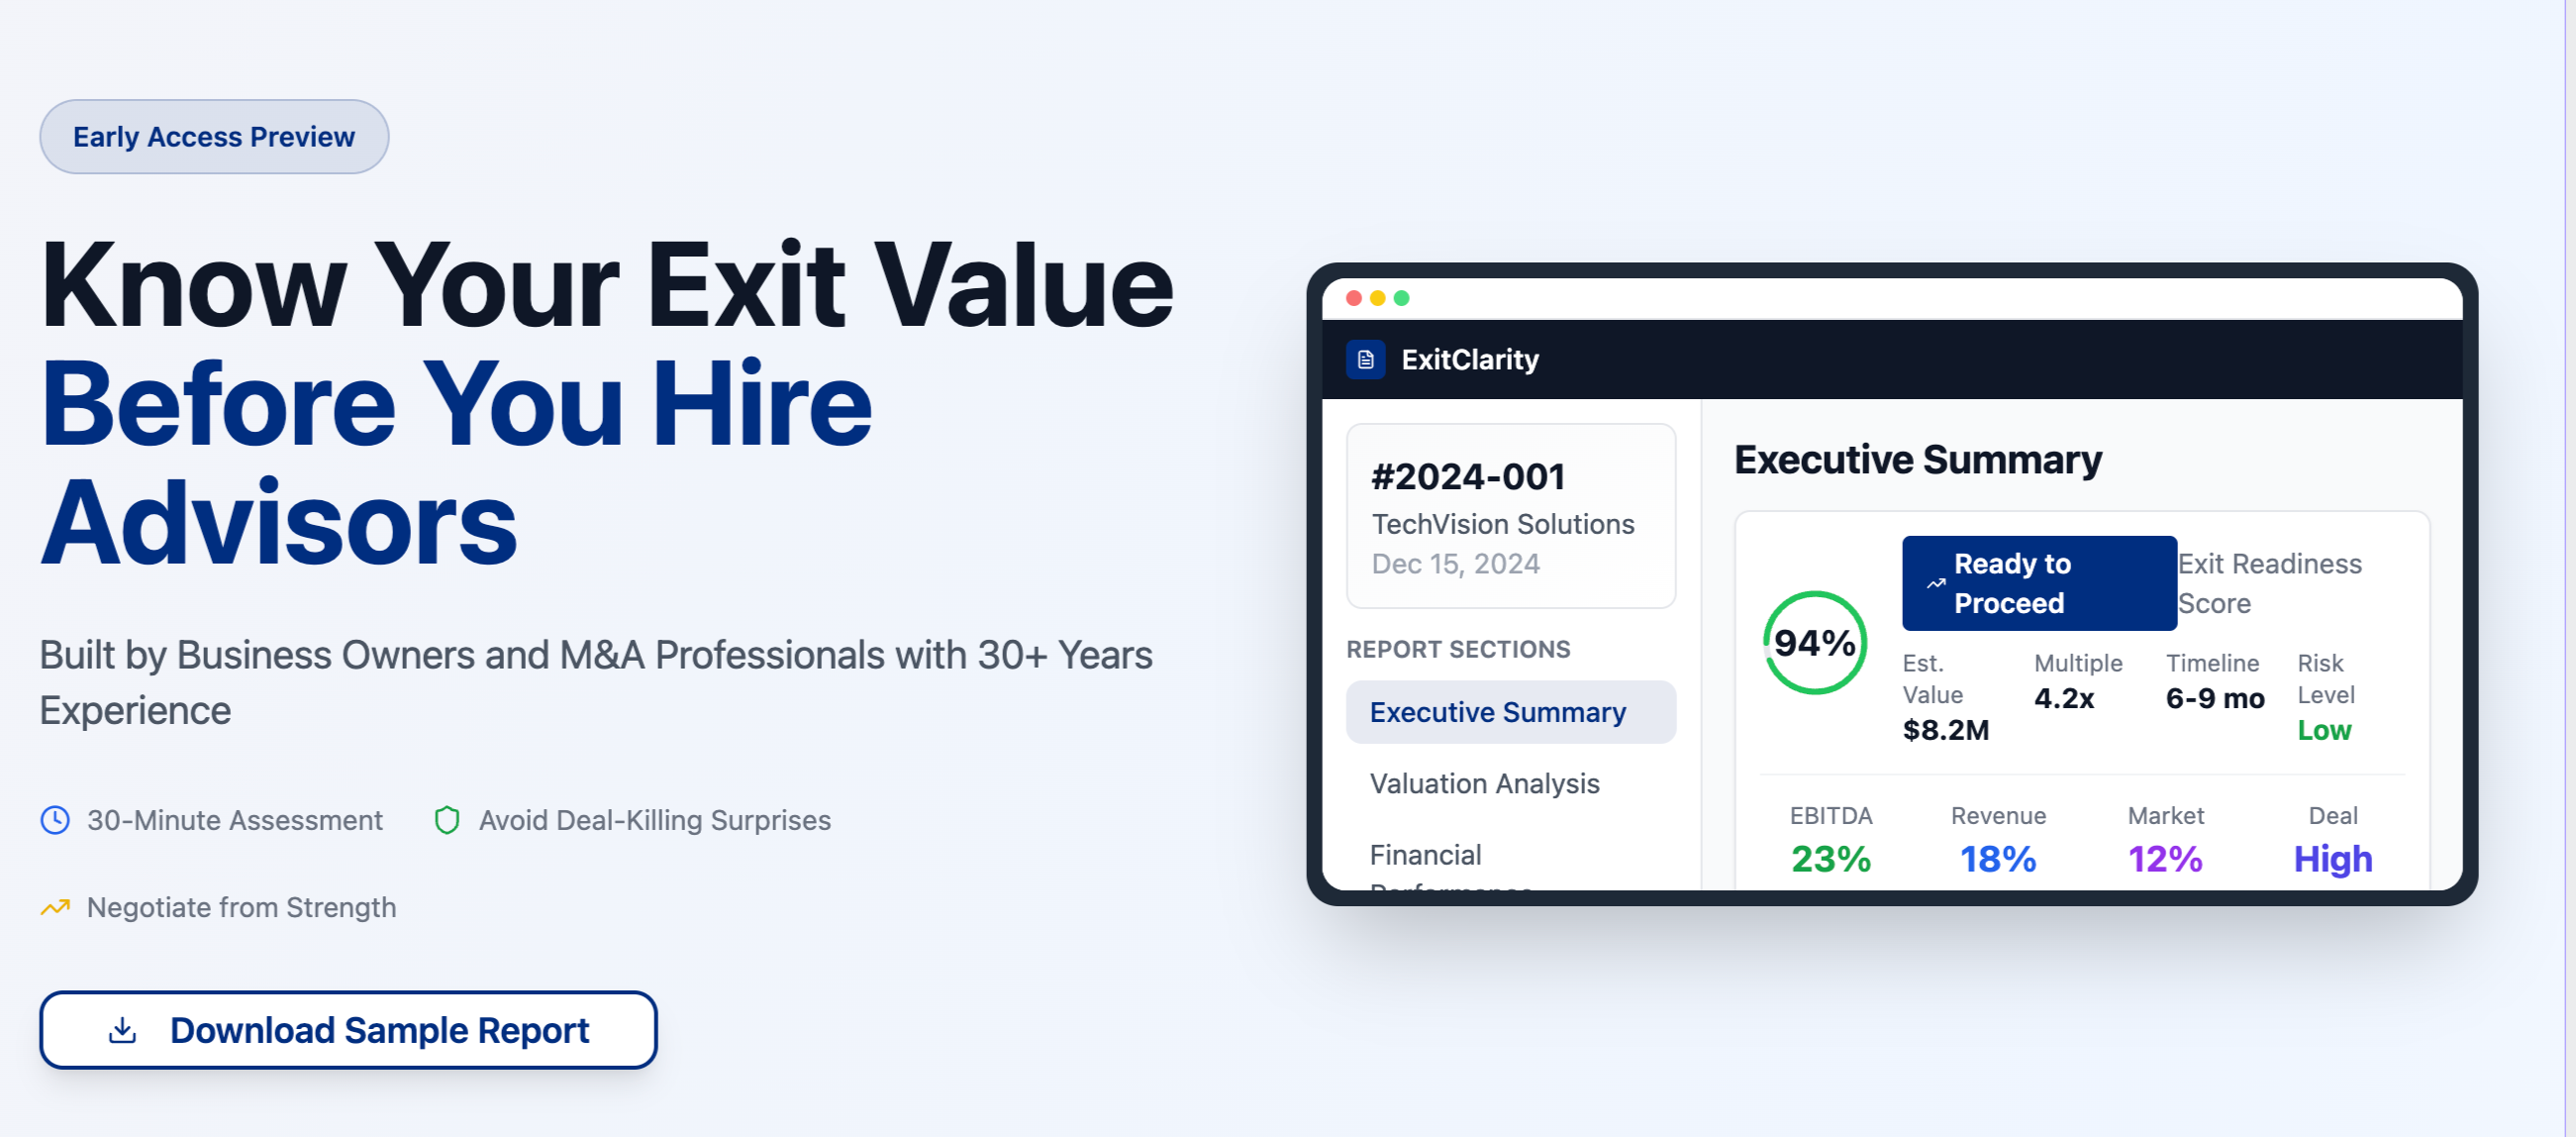 Early Access Preview
Know Your Exit Value
Before You Hire
Advisors
Built by Business Owners and M&A Professionals with 30+ Years
Experience
30-Minute Assessment
Avoid Deal-Killing Surprises
Negotiate from Strength
Download Sample Report
ExitClarity
#2024-001
TechVision Solutions
Dec 15, 2024
REPORT SECTIONS
Executive Summary
Valuation Analysis
Financial
Performance
Executive Summary
94%
Ready to
Proceed
Exit Readiness
Score
Est.
Value
$8.2M
Multiple
4.2x
Timeline
6-9 mo
Risk
Level
Low
EBITDA
23%
Revenue
18%
Market
12%
Deal
High